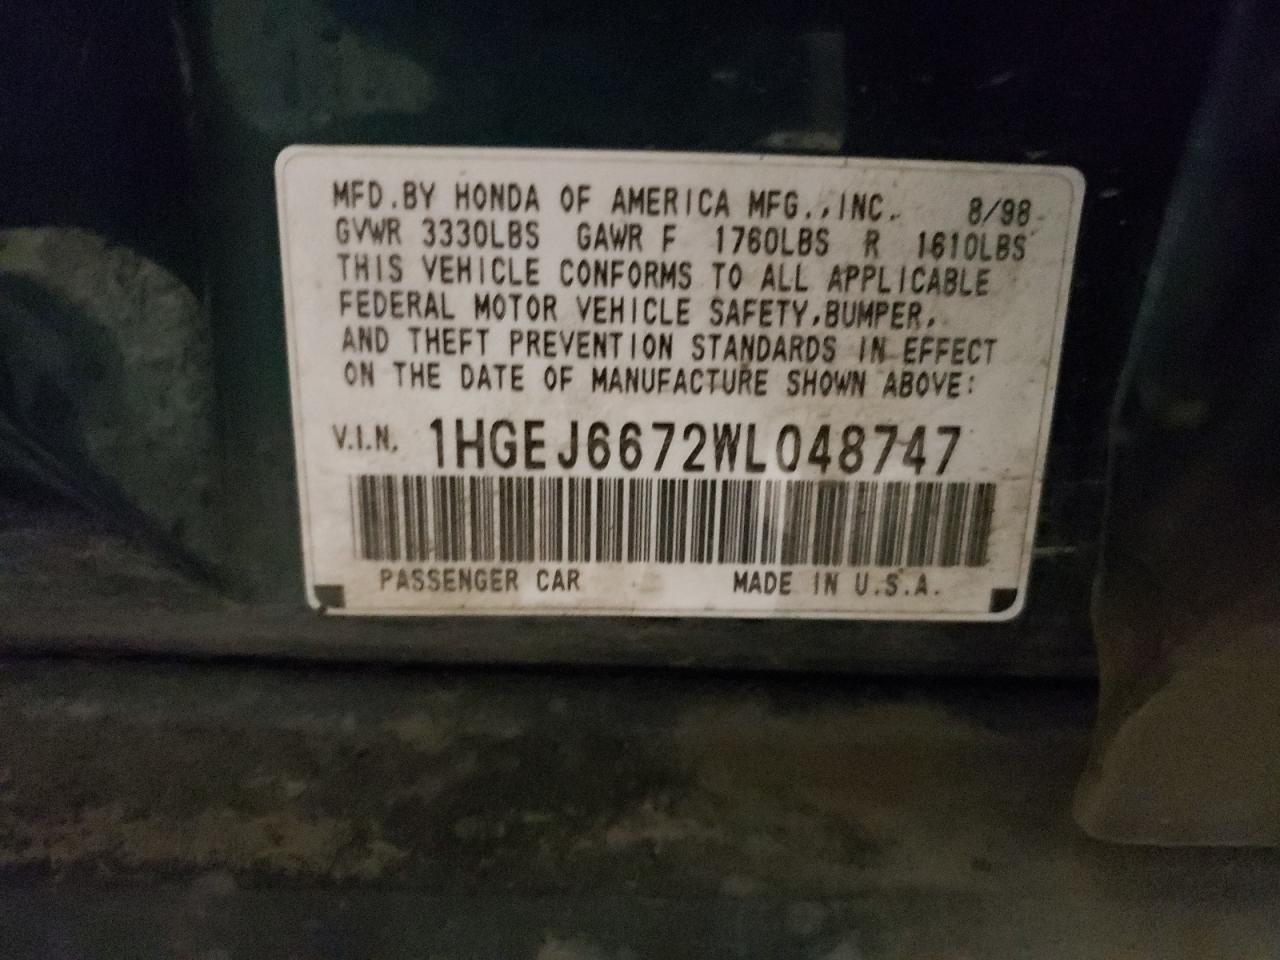 MFD.BY HONDA OF AMERICA MFG.,INC. 8/98
GVWR 3330LBS GAWR F 1760LBS R 1610LBS
THIS VEHICLE CONFORMS TO ALL APPLICABLE
FEDERAL MOTOR VEHICLE SAFETY,BUMPER,
AND THEFT PREVENTION STANDARDS IN EFFECT
ON THE DATE OF MANUFACTURE SHOWN ABOVE:
V.I.N. 1HGEJ6672WL048747
PASSENGER CAR MADE IN U.S.A.